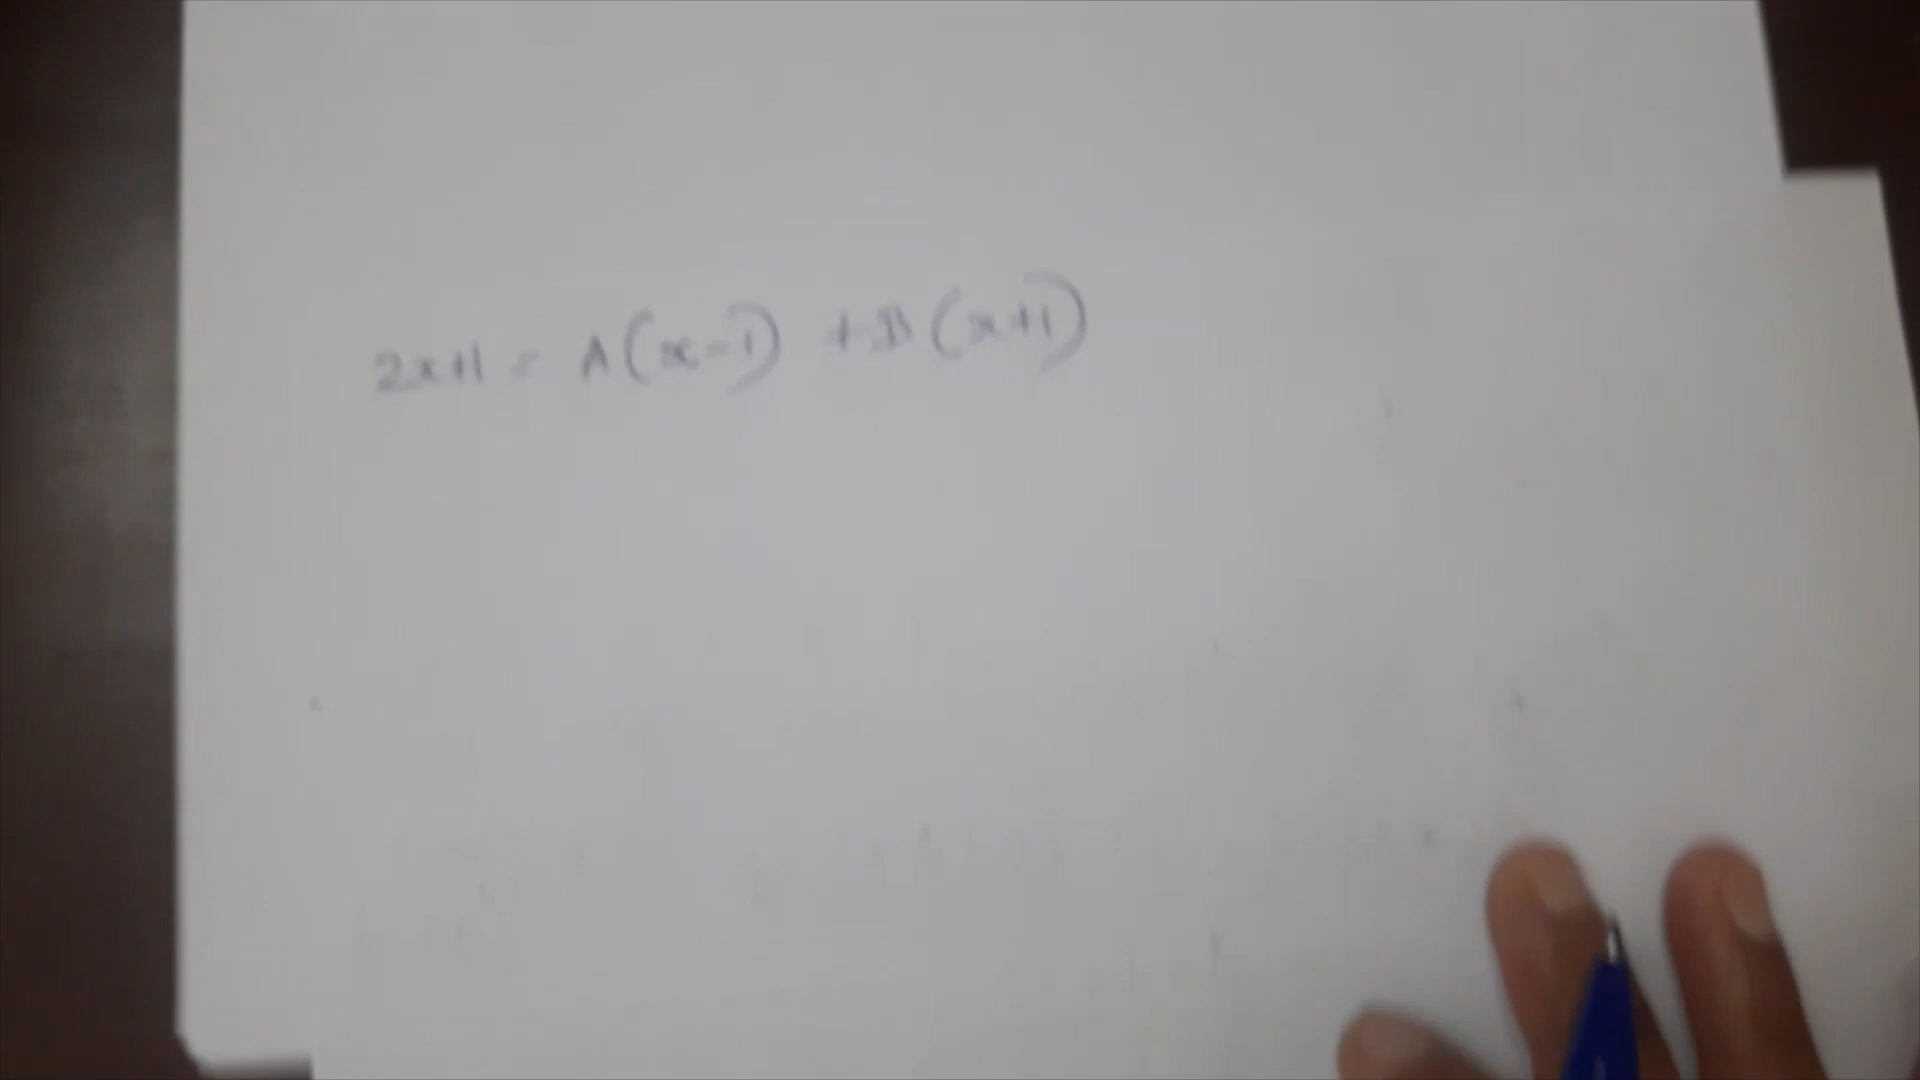 2x+1 = A(x-1) + B(x+1)